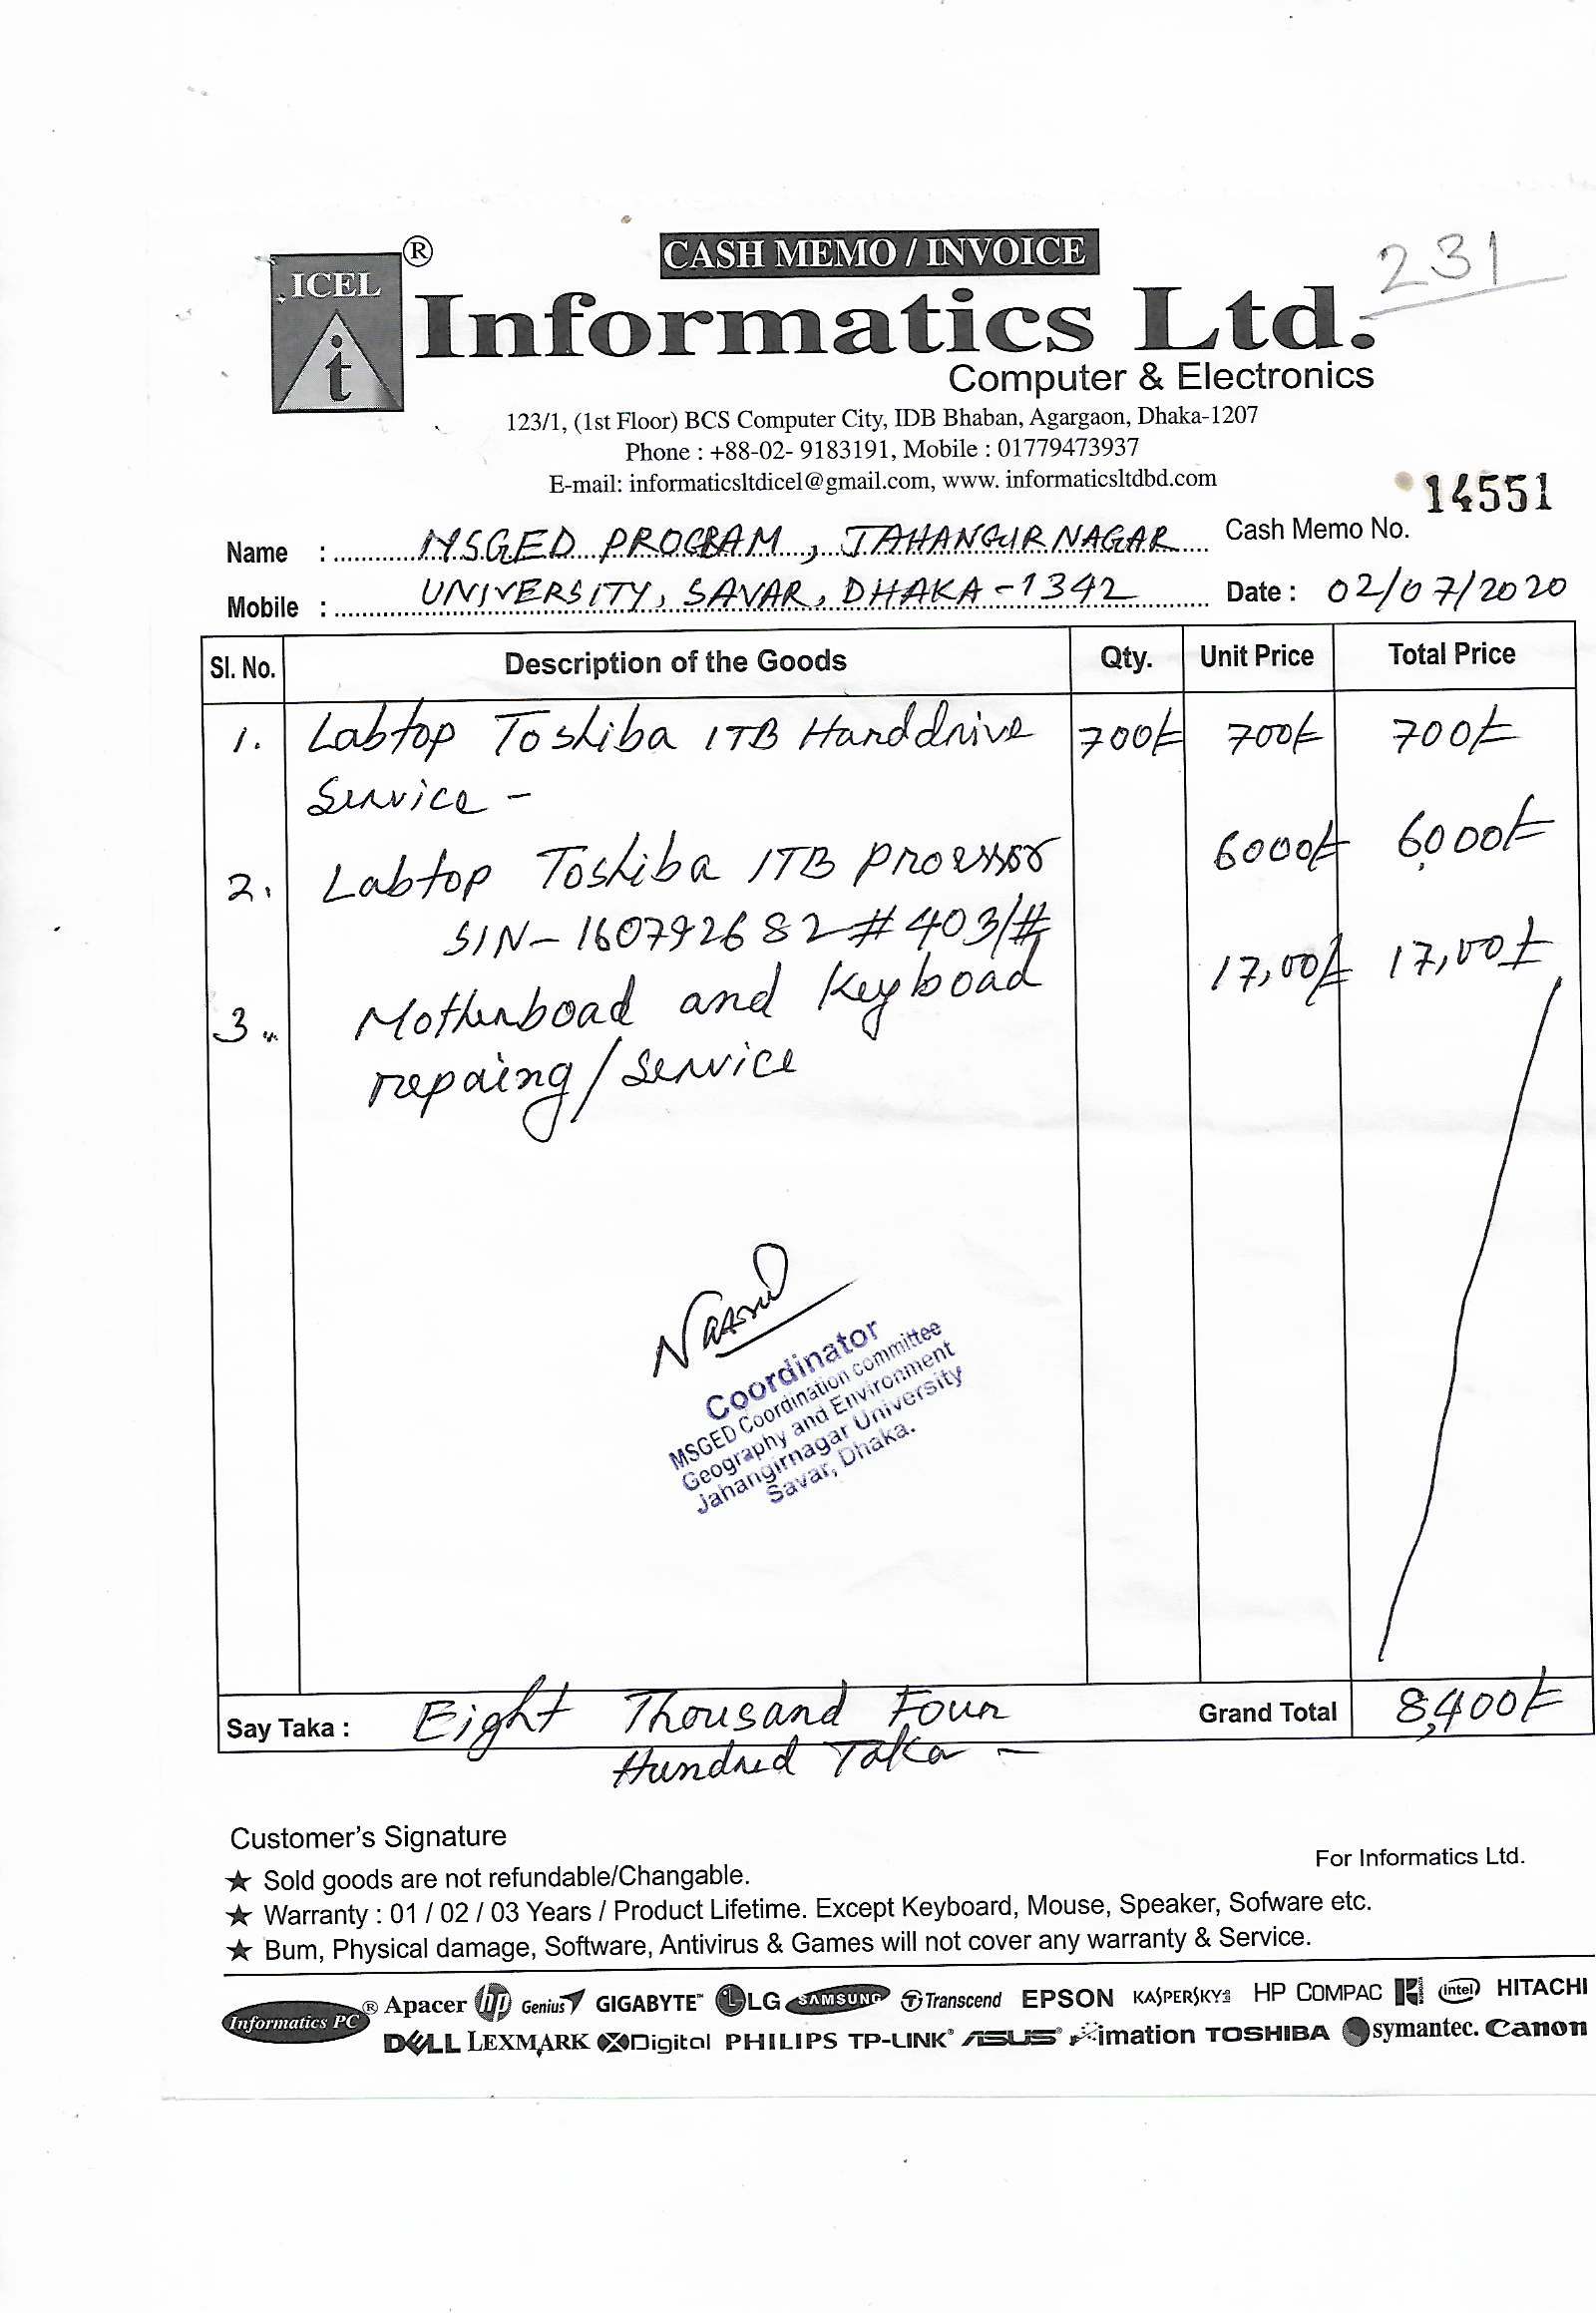 CASH MEMO / INVOICE
231
ICEL
i
®
Informatics Ltd.
Computer & Electronics
123/1, (1st Floor) BCS Computer City, IDB Bhaban, Agargaon, Dhaka-1207
Phone : +88-02- 9183191, Mobile : 01779473937
E-mail: informaticsltdicel@gmail.com, www. informaticsltdbd.com
14551
Name : MSGED PROGRAM, JAHANGIRNAGAR Cash Memo No.
Mobile : UNIVERSITY, SAVAR, DHAKA-1342 Date : 02/07/2020
Sl. No. Description of the Goods Qty. Unit Price Total Price
1. Labtop Toshiba 1TB Harddrive 700/= 700/= 700/=
Service -
2. Labtop Toshiba 1TB 6000/= 6,000/=
SIN-160792682#403/#
3. Motherboad and Keyboad 17,00/= 17,00/=
repaing/service
Coordinator
MSGED Coordination committee
Geography and Environment
Jahangirnagar University
Savar, Dhaka.
Say Taka : Eight Thousand Four Grand Total 8,400/=
Hundred Taka -
Customer's Signature
For Informatics Ltd.
★ Sold goods are not refundable/Changable.
★ Warranty : 01 / 02 / 03 Years / Product Lifetime. Except Keyboard, Mouse, Speaker, Sofware etc.
★ Bum, Physical damage, Software, Antivirus & Games will not cover any warranty & Service.
Informatics PC ® Apacer hp Genius GIGABYTE™ LG SAMSUNG Transcend EPSON KASPERSKY HP COMPAC intel HITACHI
DELL LEXMARK Digital PHILIPS TP-LINK® ASUS imation TOSHIBA symantec. Canon